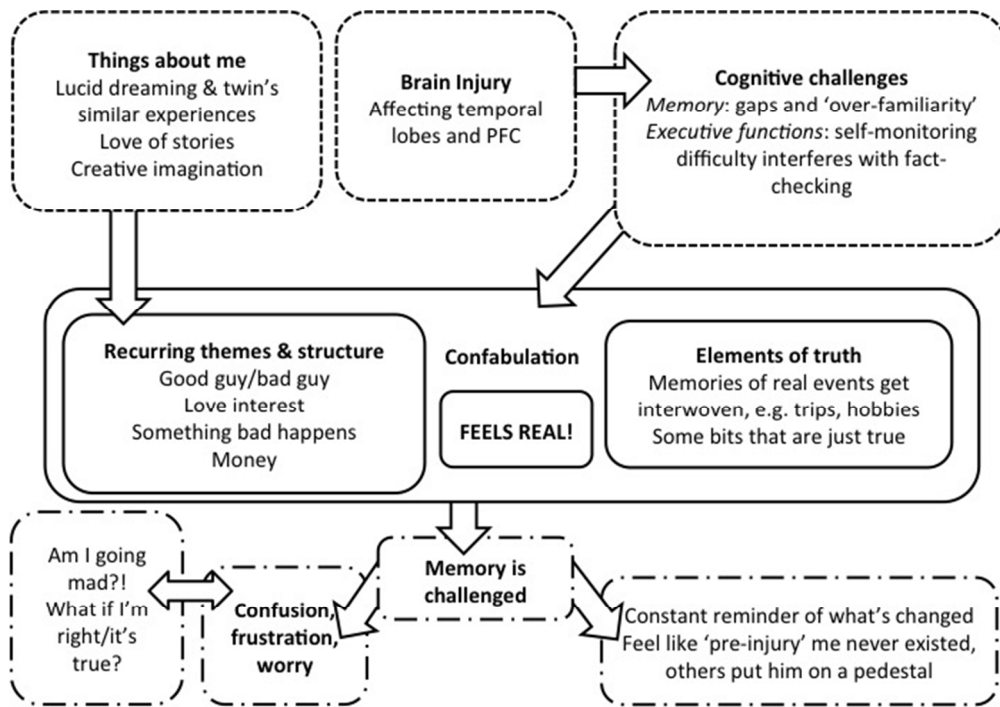 Things about me
Lucid dreaming & twin's
similar experiences
Love of stories
Creative imagination
Brain Injury
Affecting temporal
lobes and PFC
Cognitive challenges
Memory: gaps and 'over-familiarity'
Executive functions: self-monitoring
difficulty interferes with fact-
checking
Recurring themes & structure
Good guy/bad guy
Love interest
Something bad happens
Money
Confabulation
FEELS REAL!
Elements of truth
Memories of real events get
interwoven, e.g. trips, hobbies
Some bits that are just true
Am I going
mad?!
What if I'm
right/it's
true?
Confusion,
frustration,
worry
Memory is
challenged
Constant reminder of what's changed
Feel like 'pre-injury' me never existed,
others put him on a pedestal